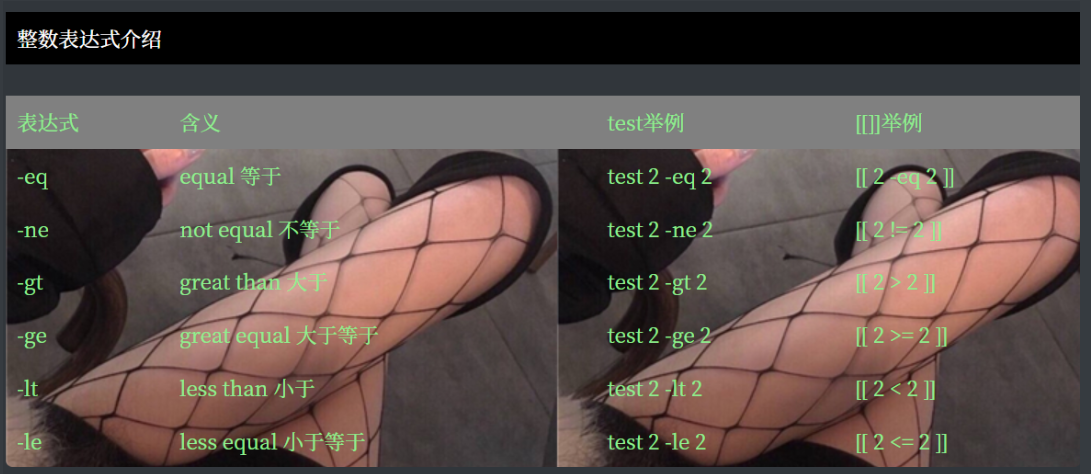 整数表达式介绍
表达式 含义 test举例 [[]]举例
-eq equal 等于 test 2 -eq 2 [[ 2 -eq 2 ]]
-ne not equal 不等于 test 2 -ne 2 [[ 2 != 2 ]]
-gt great than 大于 test 2 -gt 2 [[ 2 > 2 ]]
-ge great equal 大于等于 test 2 -ge 2 [[ 2 >= 2 ]]
-lt less than 小于 test 2 -lt 2 [[ 2 < 2 ]]
-le less equal 小于等于 test 2 -le 2 [[ 2 <= 2 ]]